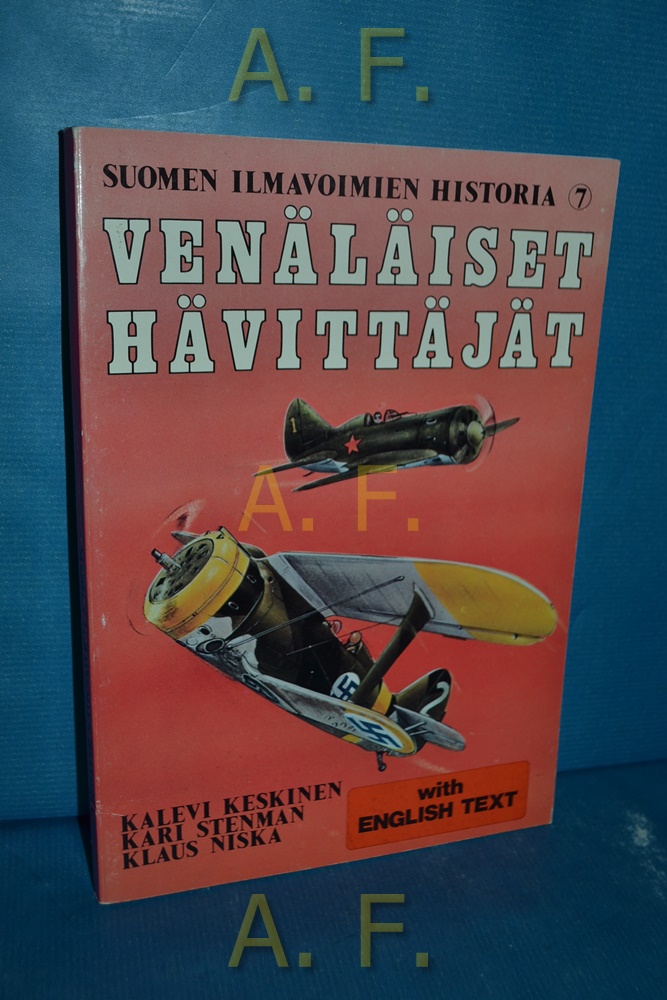 A. F.
SUOMEN ILMAVOIMIEN HISTORIA 7
VENÄLÄISET
HÄVITTÄJÄT
1
A. F.
2
KALEVI KESKINEN
KARI STENMAN
KLAUS NISKA
with
ENGLISH TEXT
A. F.